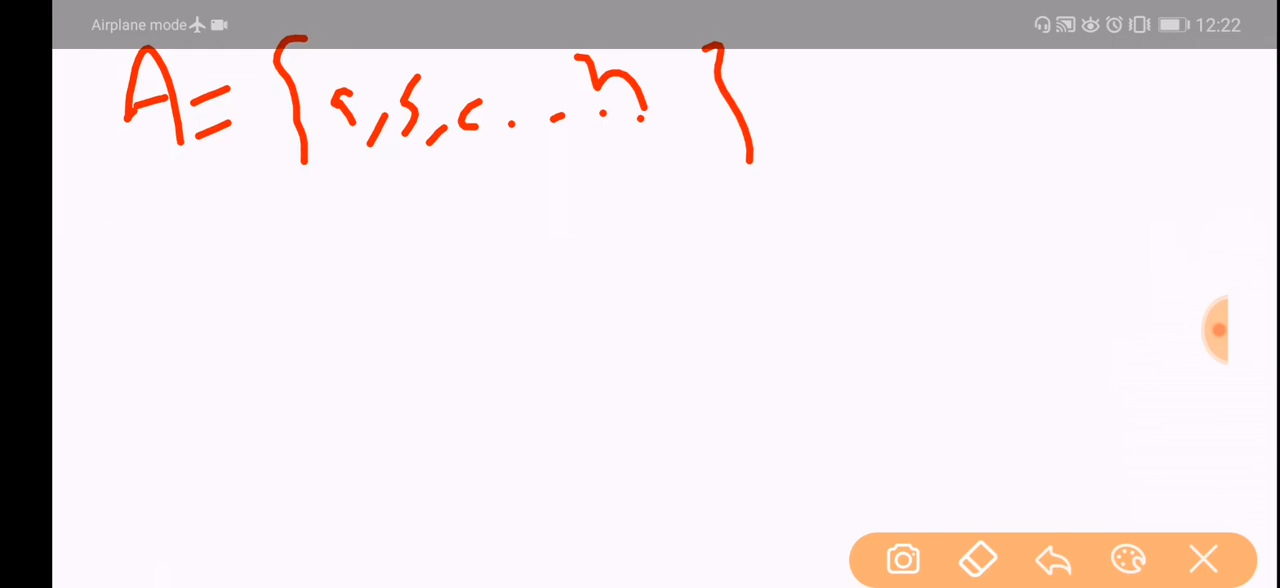 Airplane mode 12:22
A = { a, b, c . . . . n }